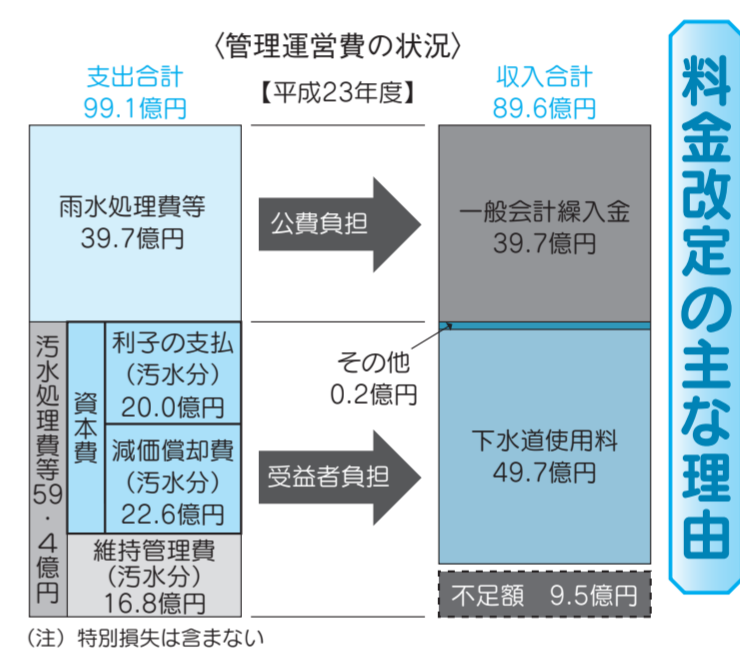 〈管理運営費の状況〉
【平成23年度】
支出合計
99.1億円
収入合計
89.6億円
料金改定の主な理由
雨水処理費等
39.7億円
公費負担
一般会計繰入金
39.7億円
汚水処理費等59・4億円
資本費
利子の支払
(汚水分)
20.0億円
減価償却費
(汚水分)
22.6億円
維持管理費
(汚水分)
16.8億円
その他
0.2億円
受益者負担
下水道使用料
49.7億円
不足額 9.5億円
(注) 特別損失は含まない